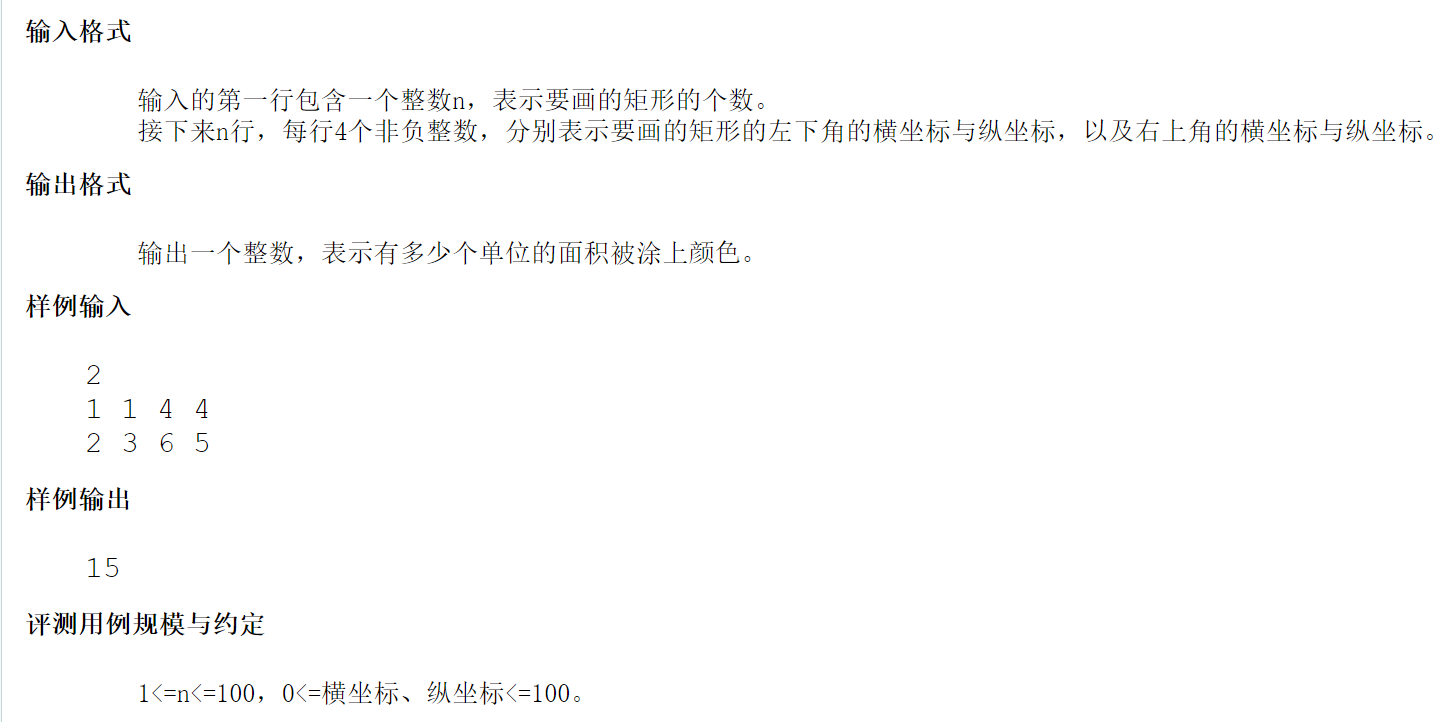 输入格式
输入的第一行包含一个整数n，表示要画的矩形的个数。
接下来n行，每行4个非负整数，分别表示要画的矩形的左下角的横坐标与纵坐标，以及右上角的横坐标与纵坐标。
输出格式
输出一个整数，表示有多少个单位的面积被涂上颜色。
样例输入
2
1 1 4 4
2 3 6 5
样例输出
15
评测用例规模与约定
1<=n<=100，0<=横坐标、纵坐标<=100。